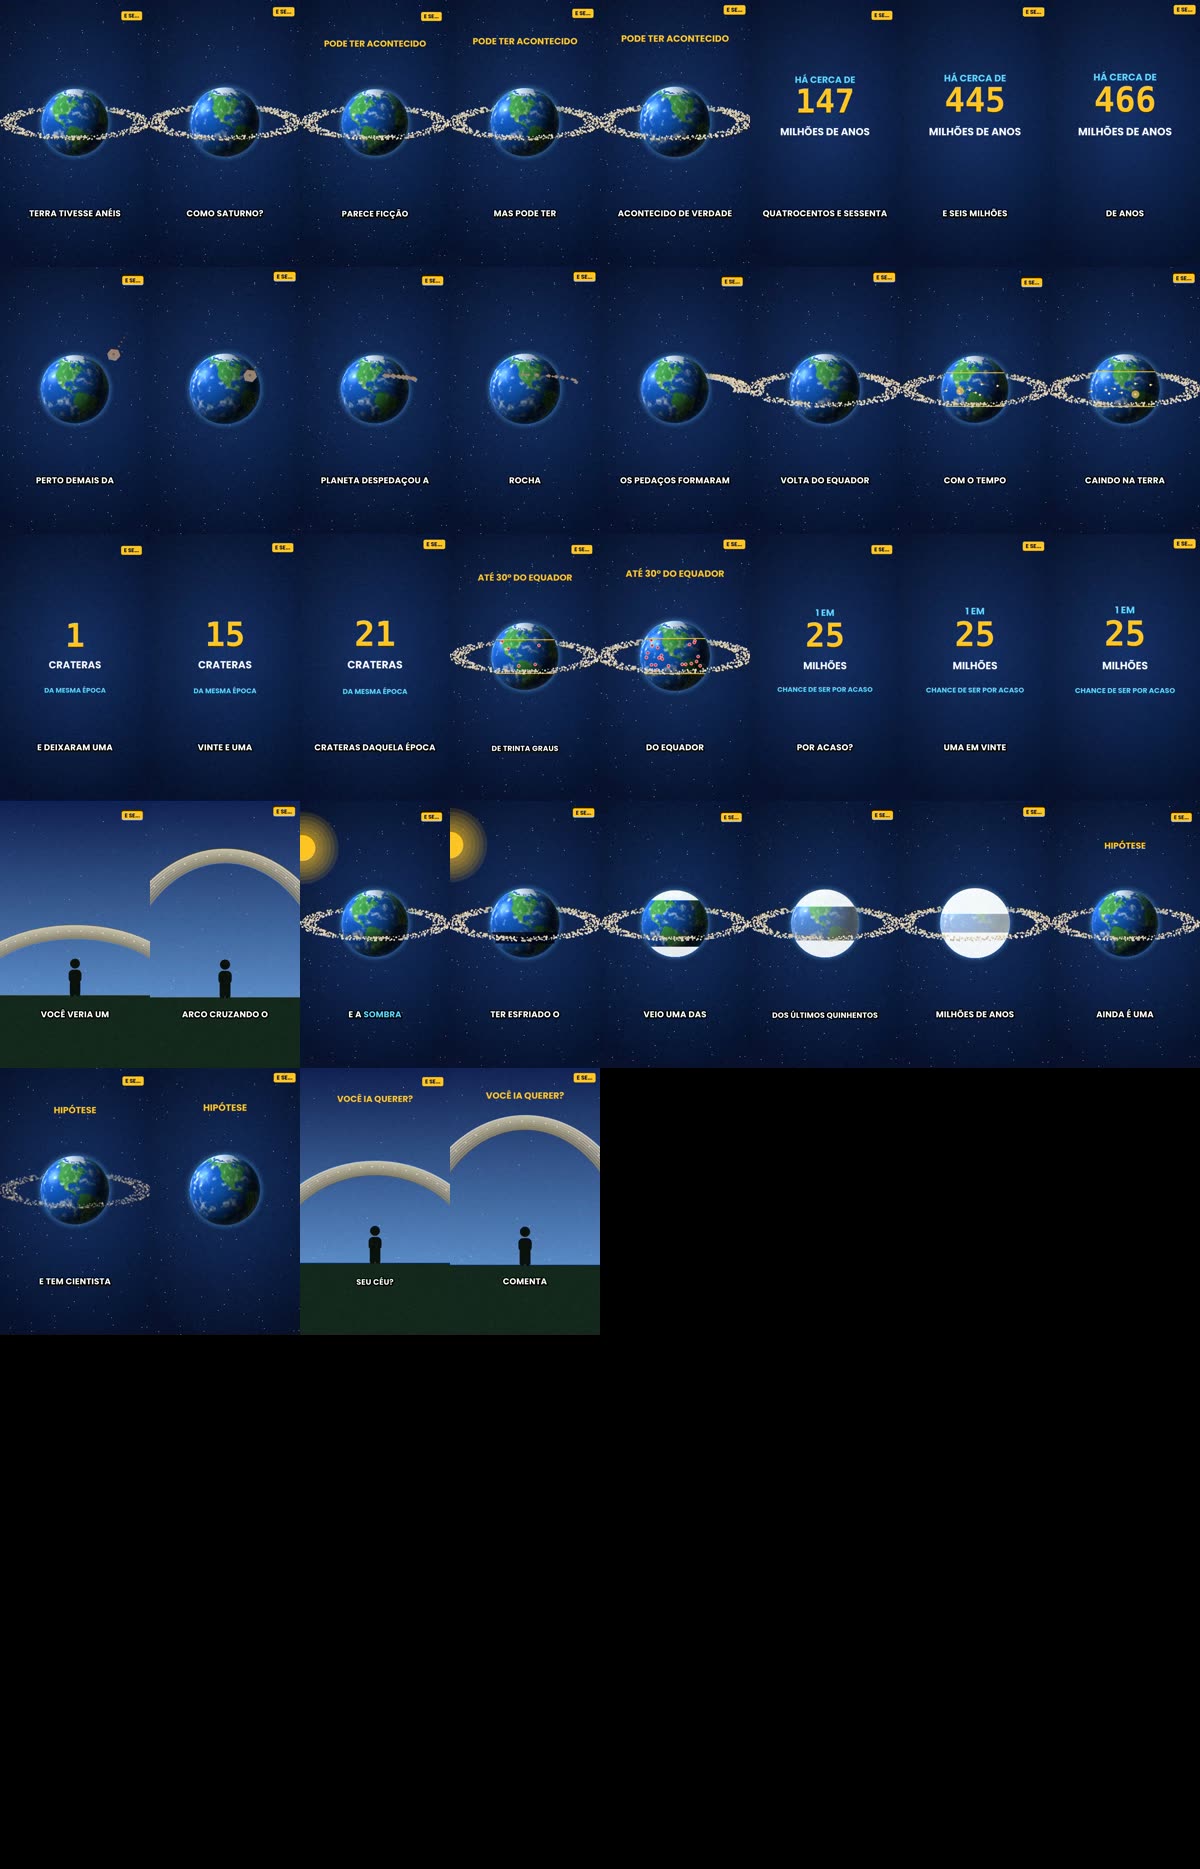 E SE...
TERRA TIVESSE ANÉIS
E SE...
COMO SATURNO?
E SE...
PODE TER ACONTECIDO
PARECE FICÇÃO
E SE...
PODE TER ACONTECIDO
MAS PODE TER
E SE...
PODE TER ACONTECIDO
ACONTECIDO DE VERDADE
E SE...
HÁ CERCA DE
147
MILHÕES DE ANOS
QUATROCENTOS E SESSENTA
E SE...
HÁ CERCA DE
445
MILHÕES DE ANOS
E SEIS MILHÕES
E SE...
HÁ CERCA DE
466
MILHÕES DE ANOS
DE ANOS
E SE...
PERTO DEMAIS DA
E SE...
E SE...
PLANETA DESPEDAÇOU A
E SE...
ROCHA
E SE...
OS PEDAÇOS FORMARAM
E SE...
VOLTA DO EQUADOR
E SE...
COM O TEMPO
E SE...
CAINDO NA TERRA
E SE...
1
CRATERAS
DA MESMA ÉPOCA
E DEIXARAM UMA
E SE...
15
CRATERAS
DA MESMA ÉPOCA
VINTE E UMA
E SE...
21
CRATERAS
DA MESMA ÉPOCA
CRATERAS DAQUELA ÉPOCA
E SE...
ATÉ 30° DO EQUADOR
DE TRINTA GRAUS
E SE...
ATÉ 30° DO EQUADOR
DO EQUADOR
E SE...
1 EM
25
MILHÕES
CHANCE DE SER POR ACASO
POR ACASO?
E SE...
1 EM
25
MILHÕES
CHANCE DE SER POR ACASO
UMA EM VINTE
E SE...
1 EM
25
MILHÕES
CHANCE DE SER POR ACASO
E SE...
VOCÊ VERIA UM
E SE...
ARCO CRUZANDO O
E SE...
E A SOMBRA
E SE...
TER ESFRIADO O
E SE...
VEIO UMA DAS
E SE...
DOS ÚLTIMOS QUINHENTOS
E SE...
MILHÕES DE ANOS
E SE...
HIPÓTESE
AINDA É UMA
E SE...
HIPÓTESE
E TEM CIENTISTA
E SE...
HIPÓTESE
E SE...
VOCÊ IA QUERER?
SEU CÉU?
E SE...
VOCÊ IA QUERER?
COMENTA